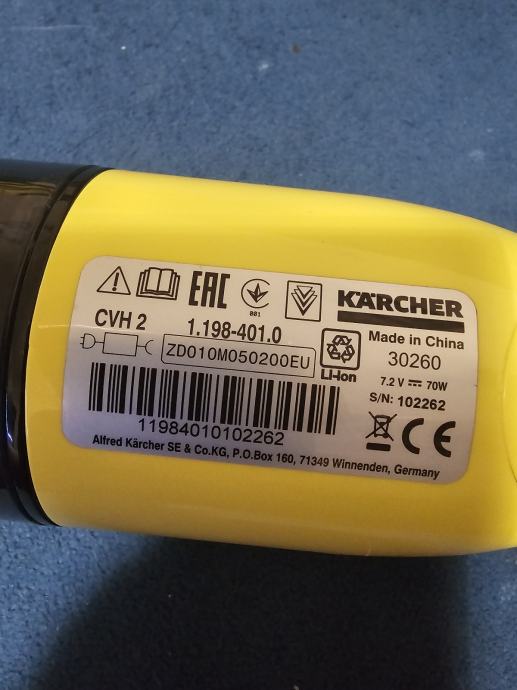 EAC
001
KÄRCHER
CVH 2
1.198-401.0
Made in China
30260
ZD010M050200EU
Li-Ion
7.2 V ⎓ 70W
S/N: 102262
11984010102262
CE
Alfred Kärcher SE & Co.KG, P.O.Box 160, 71349 Winnenden, Germany